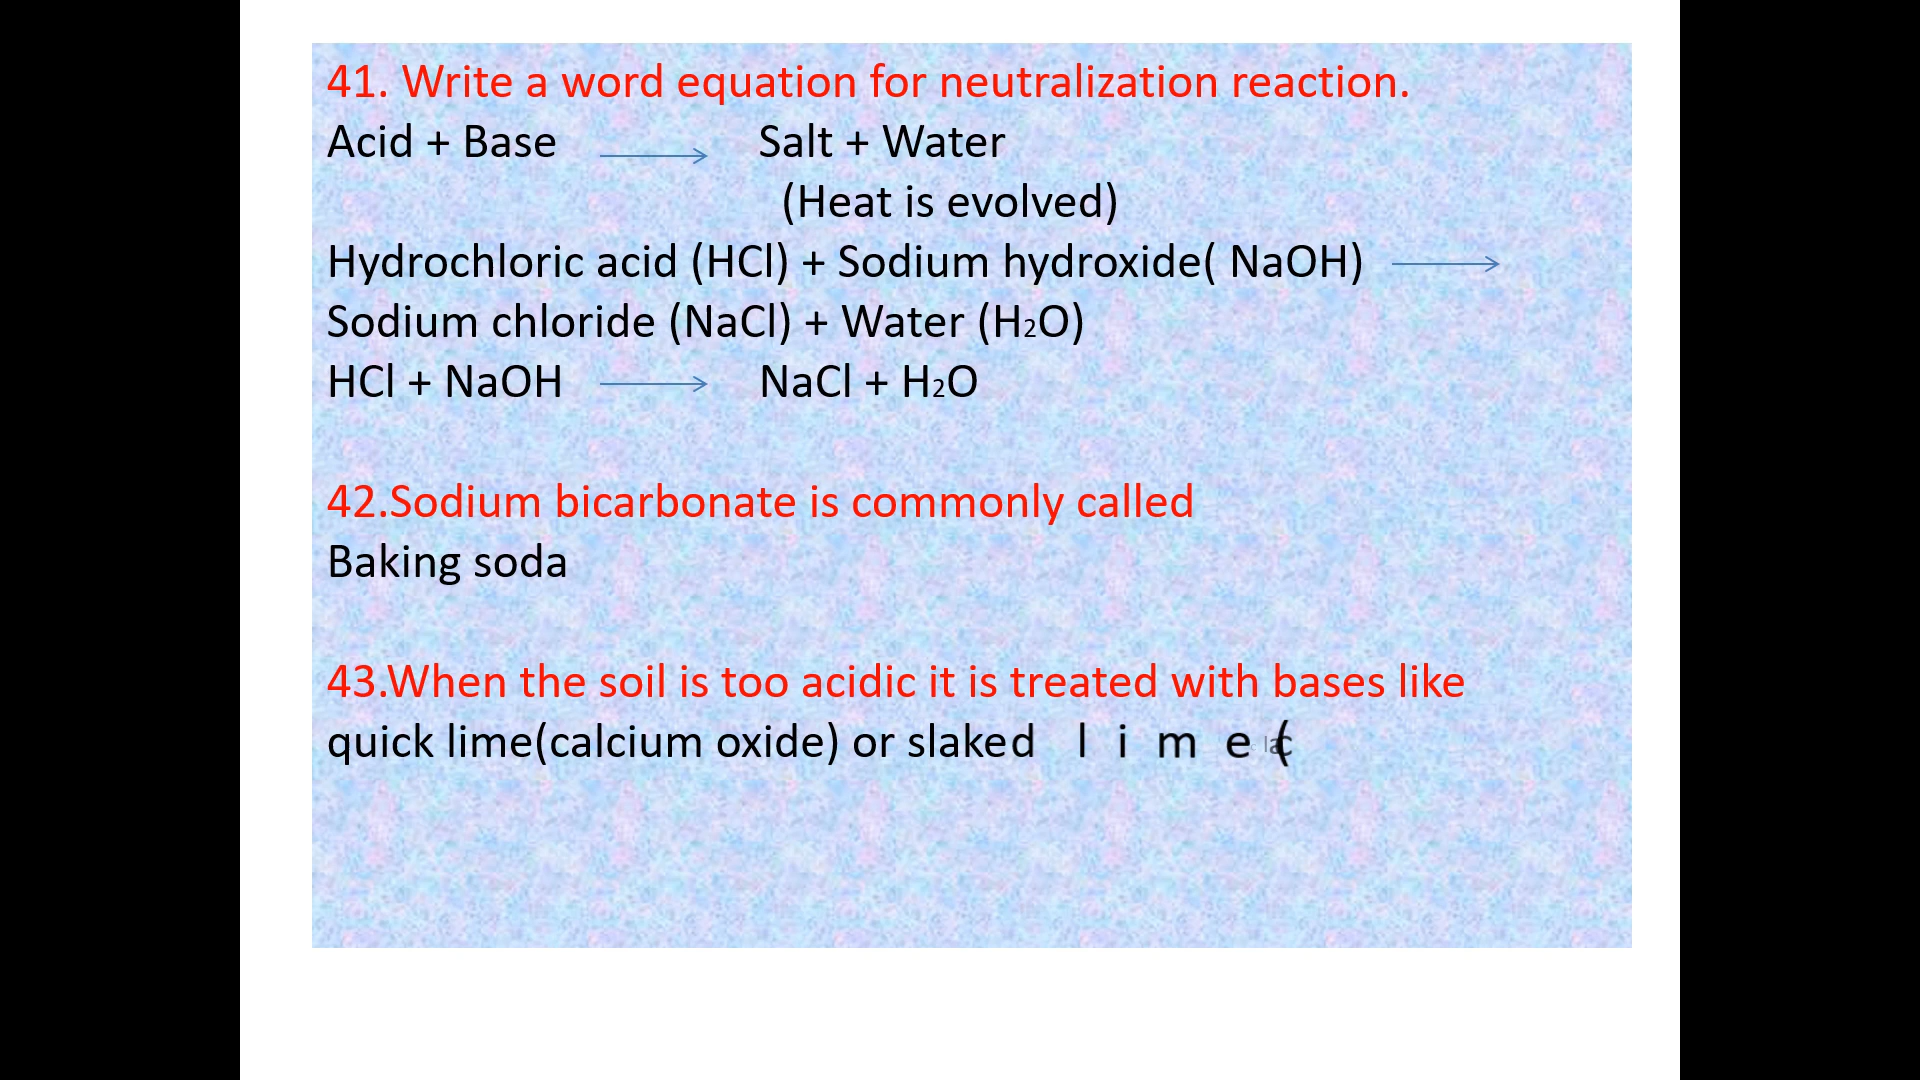 41. Write a word equation for neutralization reaction.
Acid + Base → Salt + Water
(Heat is evolved)
Hydrochloric acid (HCl) + Sodium hydroxide( NaOH) →
Sodium chloride (NaCl) + Water (H₂O)
HCl + NaOH → NaCl + H₂O
42.Sodium bicarbonate is commonly called
Baking soda
43.When the soil is too acidic it is treated with bases like
quick lime(calcium oxide) or slaked l i m e (